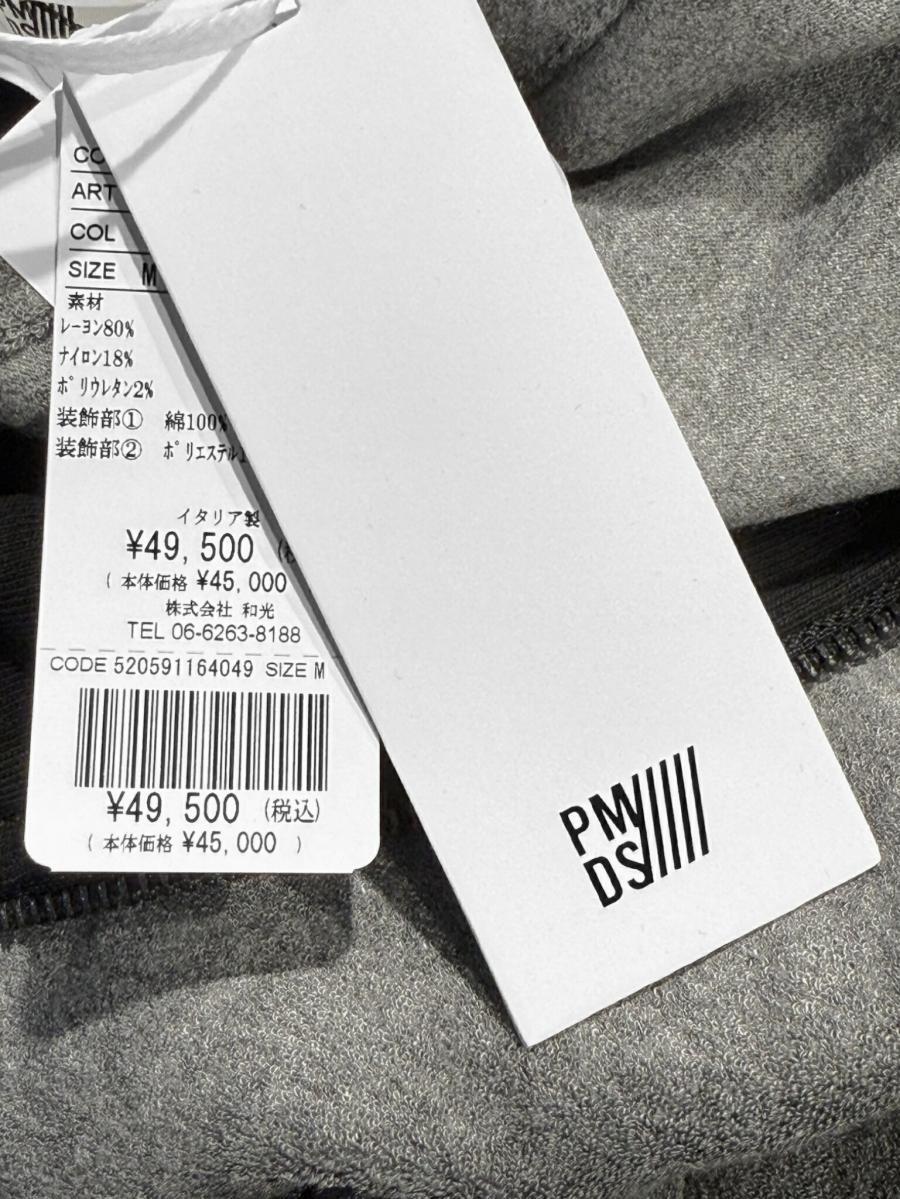 PM
DS
CO
ART
COL
SIZE M
素材
レーヨン80%
ナイロン18%
ポリウレタン2%
装飾部① 綿100%
装飾部② ポリエステル1
イタリア製
¥49,500
( 本体価格 ¥45,000
株式会社 和光
TEL 06-6263-8188
CODE 520591164049 SIZE M
¥49,500 (税込)
( 本体価格 ¥45,000 )
PM
DS